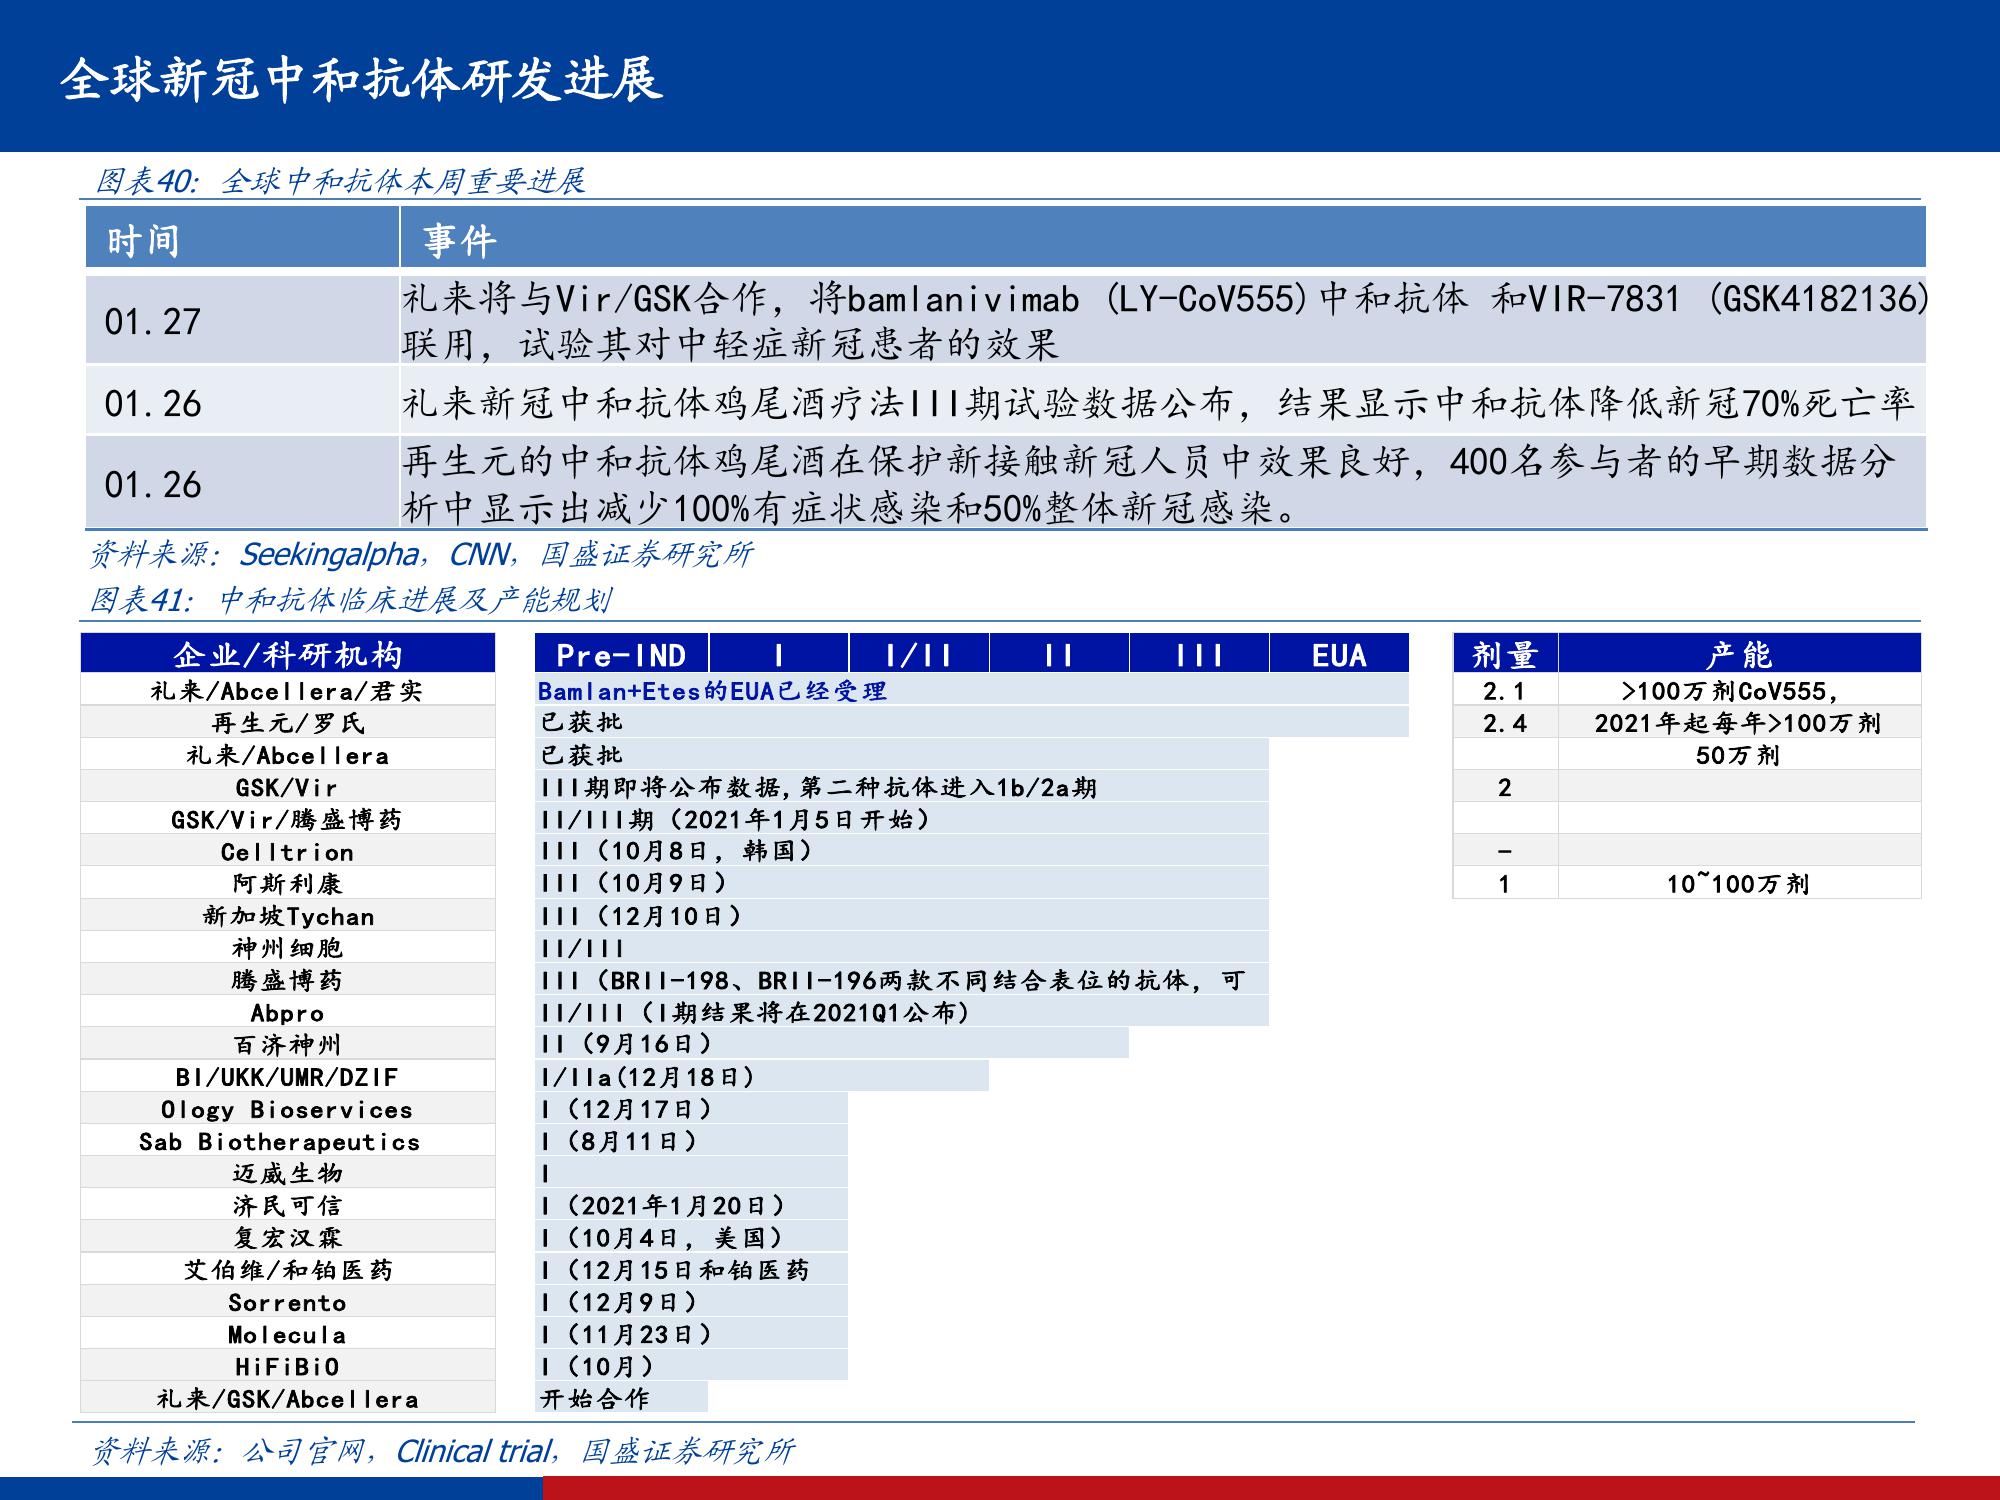 全球新冠中和抗体研发进展
图表40：全球中和抗体本周重要进展
时间 事件
01.27 礼来将与Vir/GSK合作，将bamlanivimab (LY-CoV555)中和抗体 和VIR-7831 (GSK4182136)
联用，试验其对中轻症新冠患者的效果
01.26 礼来新冠中和抗体鸡尾酒疗法III期试验数据公布，结果显示中和抗体降低新冠70%死亡率
01.26 再生元的中和抗体鸡尾酒在保护新接触新冠人员中效果良好，400名参与者的早期数据分
析中显示出减少100%有症状感染和50%整体新冠感染。
资料来源：Seekingalpha，CNN，国盛证券研究所
图表41：中和抗体临床进展及产能规划
企业/科研机构 Pre-IND I I/II II III EUA 剂量 产能
礼来/Abcellera/君实 Bamlan+Etes的EUA已经受理 2.1 >100万剂CoV555，
再生元/罗氏 已获批 2.4 2021年起每年>100万剂
礼来/Abcellera 已获批 50万剂
GSK/Vir III期即将公布数据,第二种抗体进入1b/2a期 2
GSK/Vir/腾盛博药 II/III期（2021年1月5日开始）
Celltrion III（10月8日，韩国） -
阿斯利康 III（10月9日） 1 10~100万剂
新加坡Tychan III（12月10日）
神州细胞 II/III
腾盛博药 III（BRII-198、BRII-196两款不同结合表位的抗体，可
Abpro II/III（I期结果将在2021Q1公布）
百济神州 II（9月16日）
BI/UKK/UMR/DZIF I/IIa(12月18日）
Ology Bioservices I（12月17日）
Sab Biotherapeutics I（8月11日）
迈威生物 I
济民可信 I（2021年1月20日）
复宏汉霖 I（10月4日，美国）
艾伯维/和铂医药 I（12月15日和铂医药
Sorrento I（12月9日）
Molecula I（11月23日）
HiFiBiO I（10月）
礼来/GSK/Abcellera 开始合作
资料来源：公司官网，Clinical trial，国盛证券研究所